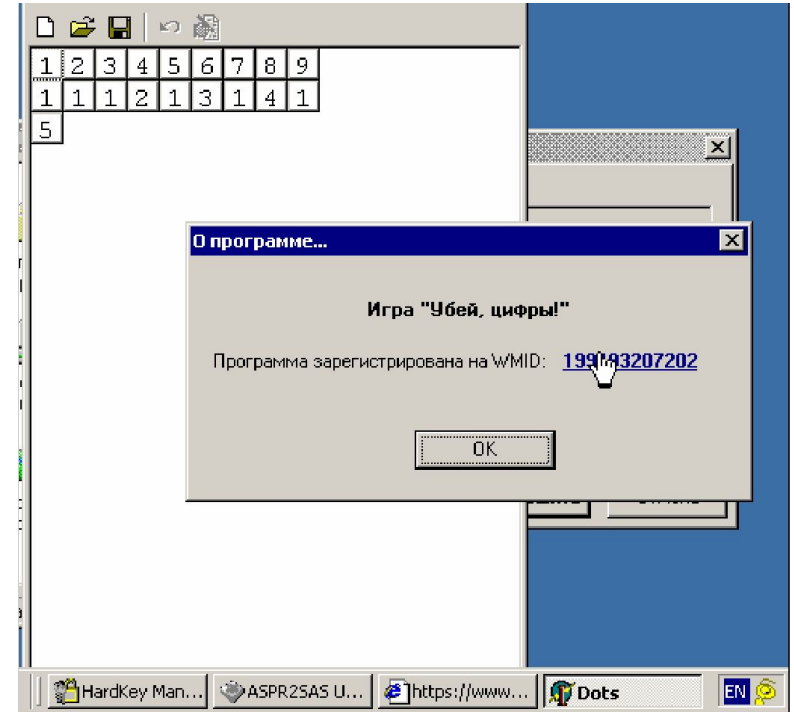 1 2 3 4 5 6 7 8 9
1 1 1 2 1 3 1 4 1
5
О программе...
Игра "Убей, цифры!"
Программа зарегистрирована на WMID:
OK
HardKey Man... ASPR2SAS U... https://www... Dots EN